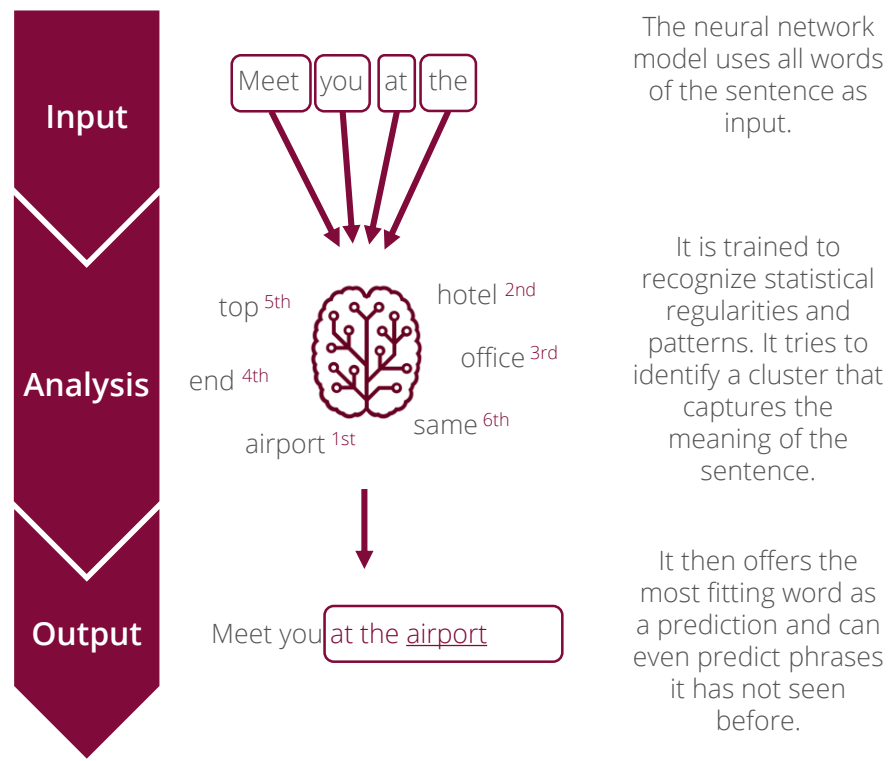 Input
Meet you at the
The neural network
model uses all words
of the sentence as
input.
Analysis
top 5th
hotel 2nd
end 4th
office 3rd
airport 1st
same 6th
It is trained to
recognize statistical
regularities and
patterns. It tries to
identify a cluster that
captures the
meaning of the
sentence.
Output
Meet you at the airport
It then offers the
most fitting word as
a prediction and can
even predict phrases
it has not seen
before.